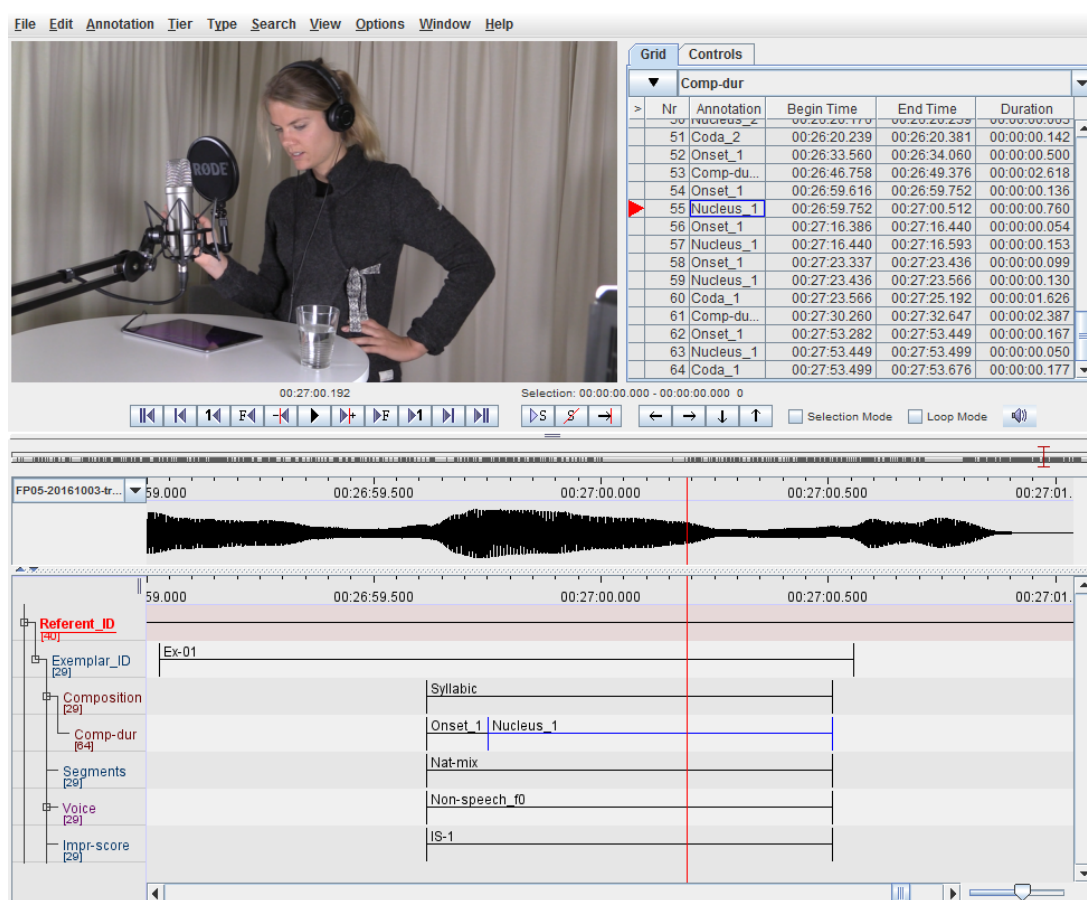 File Edit Annotation Tier Type Search View Options Window Help
RØDE
Grid Controls
Comp-dur
> Nr Annotation Begin Time End Time Duration
51 Coda_2 00:26:20.239 00:26:20.381 00:00:00.142
52 Onset_1 00:26:33.560 00:26:34.060 00:00:00.500
53 Comp-du... 00:26:46.758 00:26:49.376 00:00:02.618
54 Onset_1 00:26:59.616 00:26:59.752 00:00:00.136
55 Nucleus_1 00:26:59.752 00:27:00.512 00:00:00.760
56 Onset_1 00:27:16.386 00:27:16.440 00:00:00.054
57 Nucleus_1 00:27:16.440 00:27:16.593 00:00:00.153
58 Onset_1 00:27:23.337 00:27:23.436 00:00:00.099
59 Nucleus_1 00:27:23.436 00:27:23.566 00:00:00.130
60 Coda_1 00:27:23.566 00:27:25.192 00:00:01.626
61 Comp-du... 00:27:30.260 00:27:32.647 00:00:02.387
62 Onset_1 00:27:53.282 00:27:53.449 00:00:00.167
63 Nucleus_1 00:27:53.449 00:27:53.499 00:00:00.050
64 Coda_1 00:27:53.499 00:27:53.676 00:00:00.177
00:27:00.192 Selection: 00:00:00.000 - 00:00:00.000 0
1 F + F 1 S S Selection Mode Loop Mode
FP05-20161003-tr... 59.000 00:26:59.500 00:27:00.000 00:27:00.500 00:27:01.
59.000 00:26:59.500 00:27:00.000 00:27:00.500 00:27:01.
Referent_ID
[40]
Exemplar_ID Ex-01
[29]
Composition Syllabic
[29]
Comp-dur Onset_1 Nucleus_1
[64]
Segments Nat-mix
[29]
Voice Non-speech_f0
[29]
Impr-score IS-1
[29]